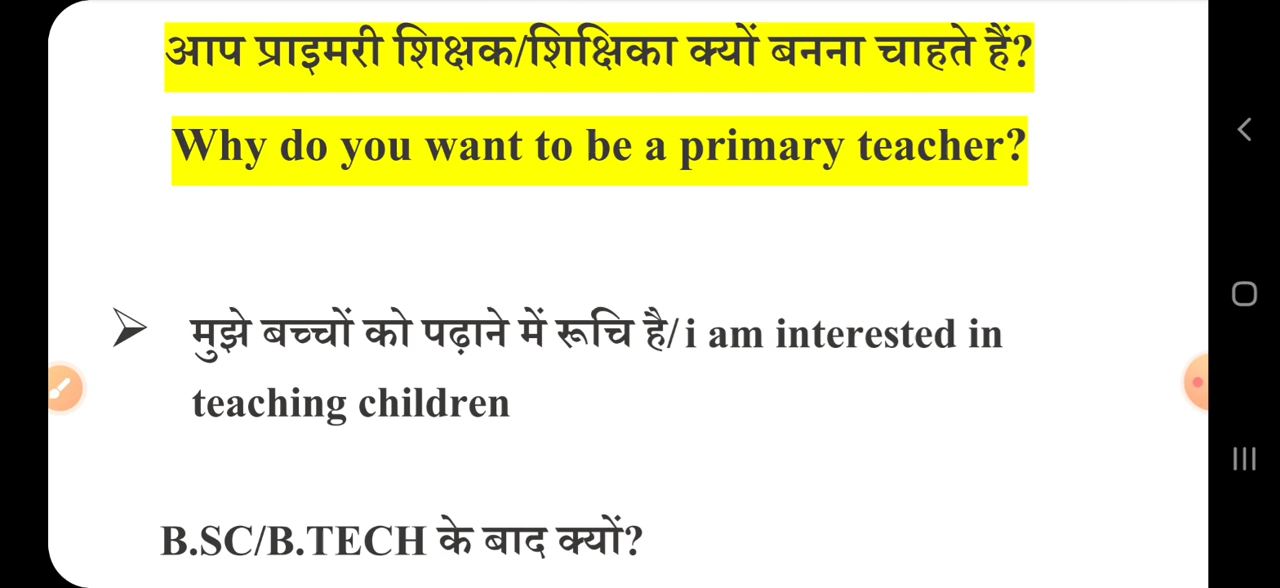 आप प्राइमरी शिक्षक/शिक्षिका क्यों बनना चाहते हैं?
Why do you want to be a primary teacher?
➢ मुझे बच्चों को पढ़ाने में रूचि है/ i am interested in
teaching children
B.SC/B.TECH के बाद क्यों?